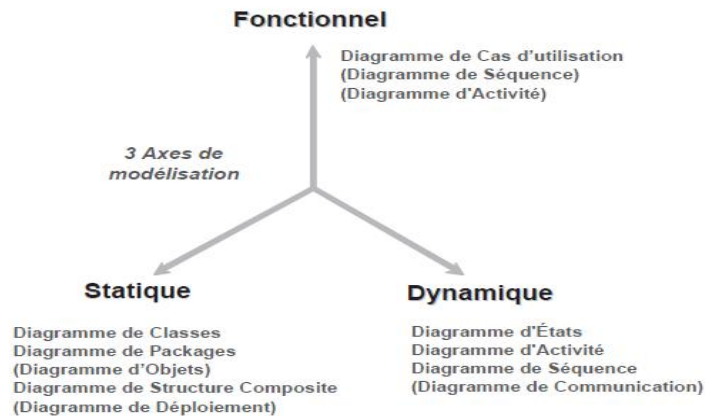 Fonctionnel
Diagramme de Cas d'utilisation
(Diagramme de Séquence)
(Diagramme d'Activité)
3 Axes de
modélisation
Statique
Diagramme de Classes
Diagramme de Packages
(Diagramme d'Objets)
Diagramme de Structure Composite
(Diagramme de Déploiement)
Dynamique
Diagramme d'États
Diagramme d'Activité
Diagramme de Séquence
(Diagramme de Communication)